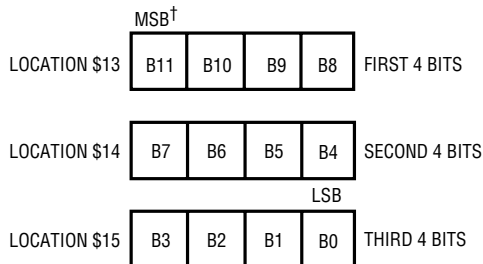 MSB†
LOCATION $13 B11 B10 B9 B8 FIRST 4 BITS
LOCATION $14 B7 B6 B5 B4 SECOND 4 BITS
LSB
LOCATION $15 B3 B2 B1 B0 THIRD 4 BITS